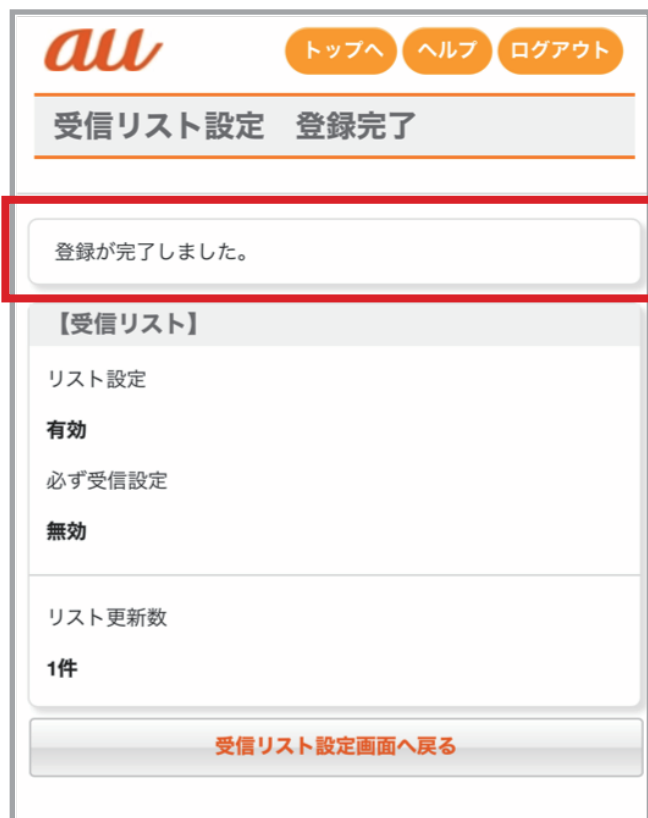 au
トップへ ヘルプ ログアウト
受信リスト設定　登録完了
登録が完了しました。
【受信リスト】
リスト設定
有効
必ず受信設定
無効
リスト更新数
1件
受信リスト設定画面へ戻る